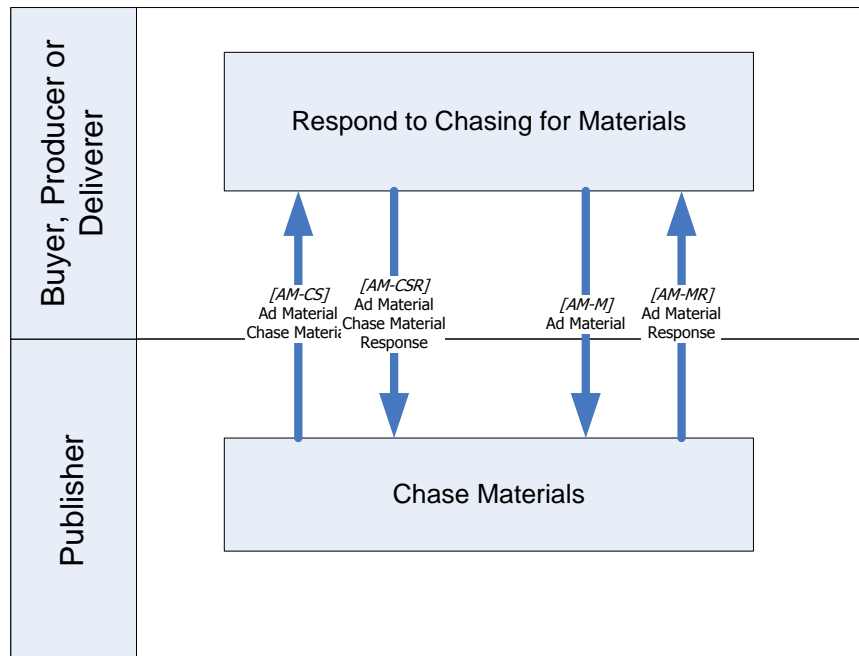 Buyer, Producer or
Deliverer
Respond to Chasing for Materials
[AM-CS]
Ad Material
Chase Materia
[AM-CSR]
Ad Material
Chase Material
Response
[AM-M]
Ad Material
[AM-MR]
Ad Material
Response
Publisher
Chase Materials